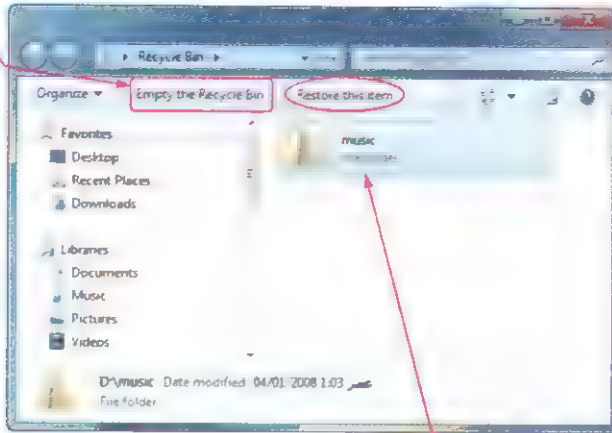 Recycle Bin
Organize Empty the Recycle Bin Restore this item
Favorites
Desktop
Recent Places
Downloads
music
Libraries
Documents
Music
Pictures
Videos
D:\music Date modified 04/01/2008 1:03
File folder